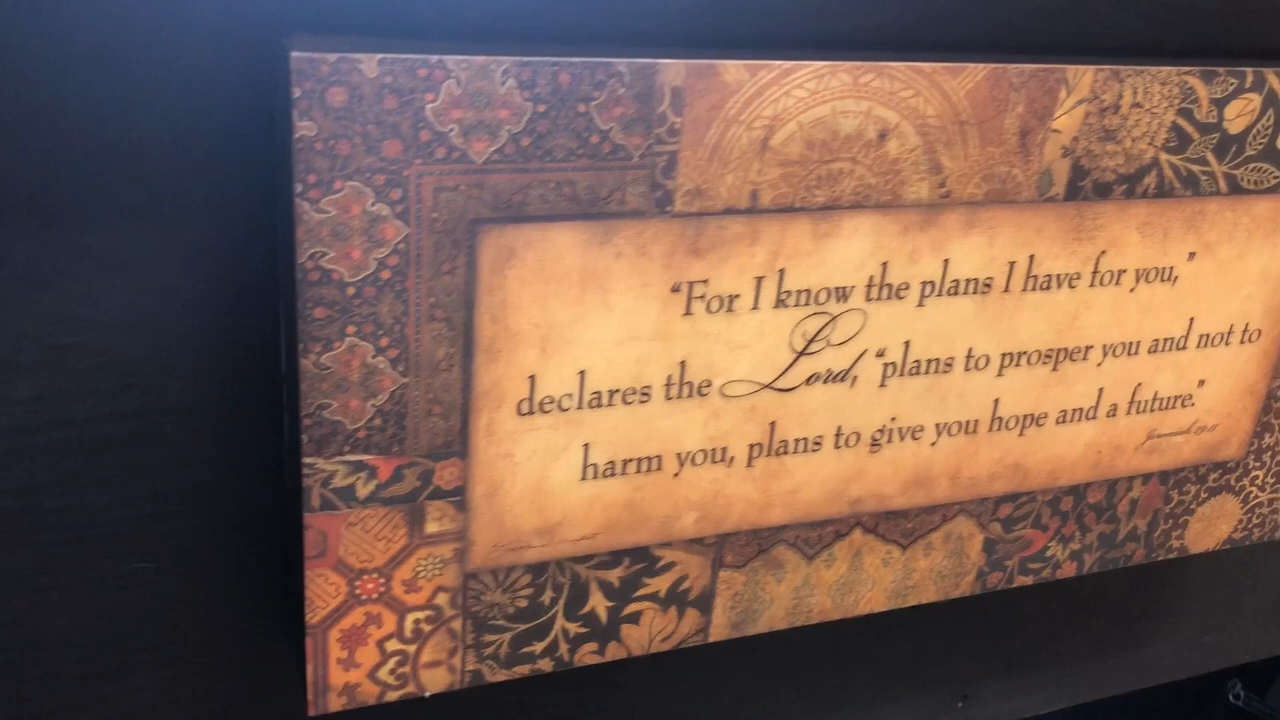 “For I know the plans I have for you,”
declares the Lord, “plans to prosper you and not to
harm you, plans to give you hope and a future.”
Jeremiah 29:11